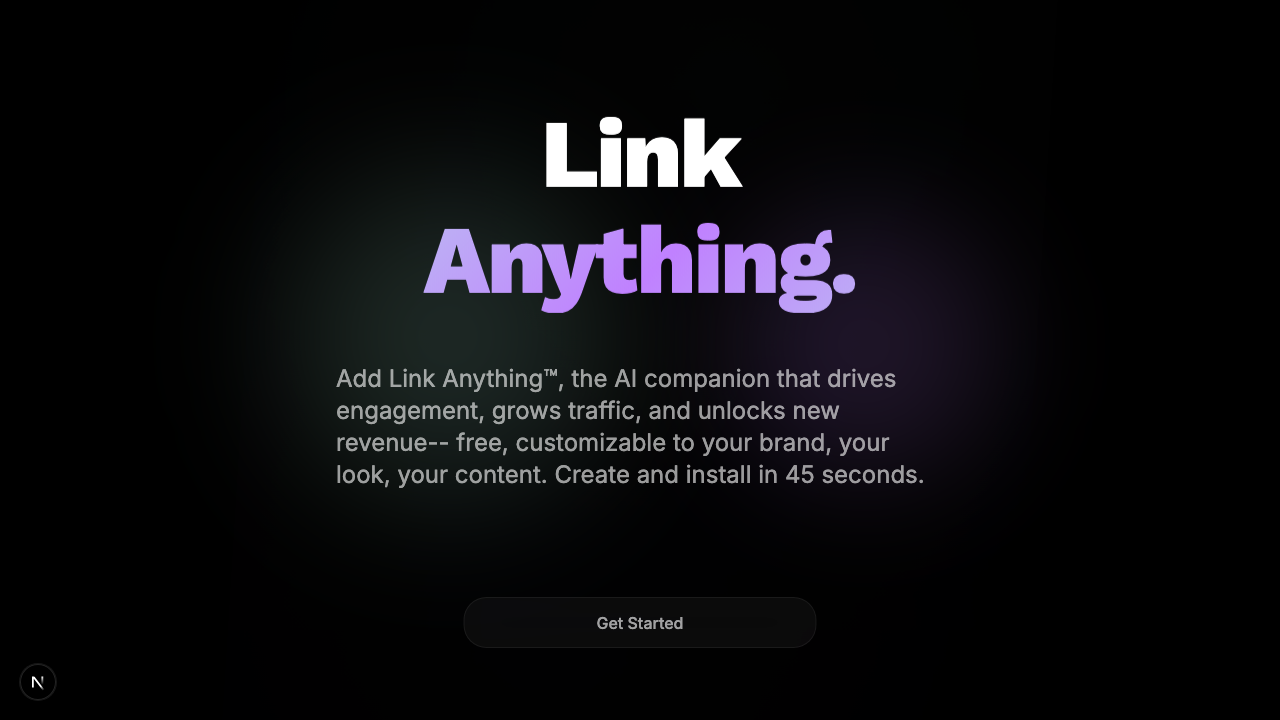 Link
Anything.
Add Link Anything™, the AI companion that drives
engagement, grows traffic, and unlocks new
revenue-- free, customizable to your brand, your
look, your content. Create and install in 45 seconds.
Get Started
N